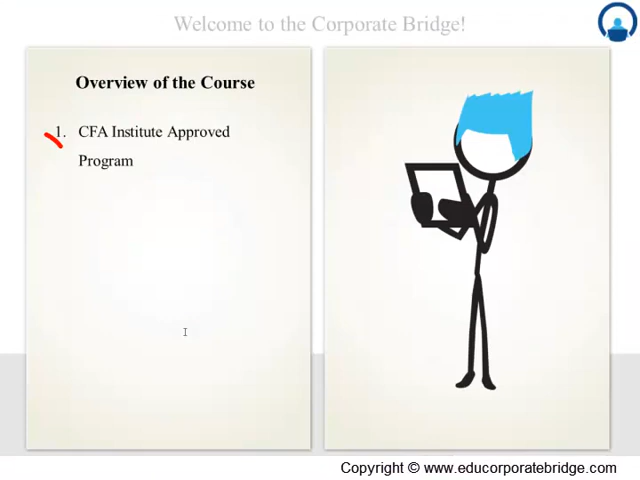 Welcome to the Corporate Bridge!
Overview of the Course
1. CFA Institute Approved
Program
Copyright © www.educorporatebridge.com